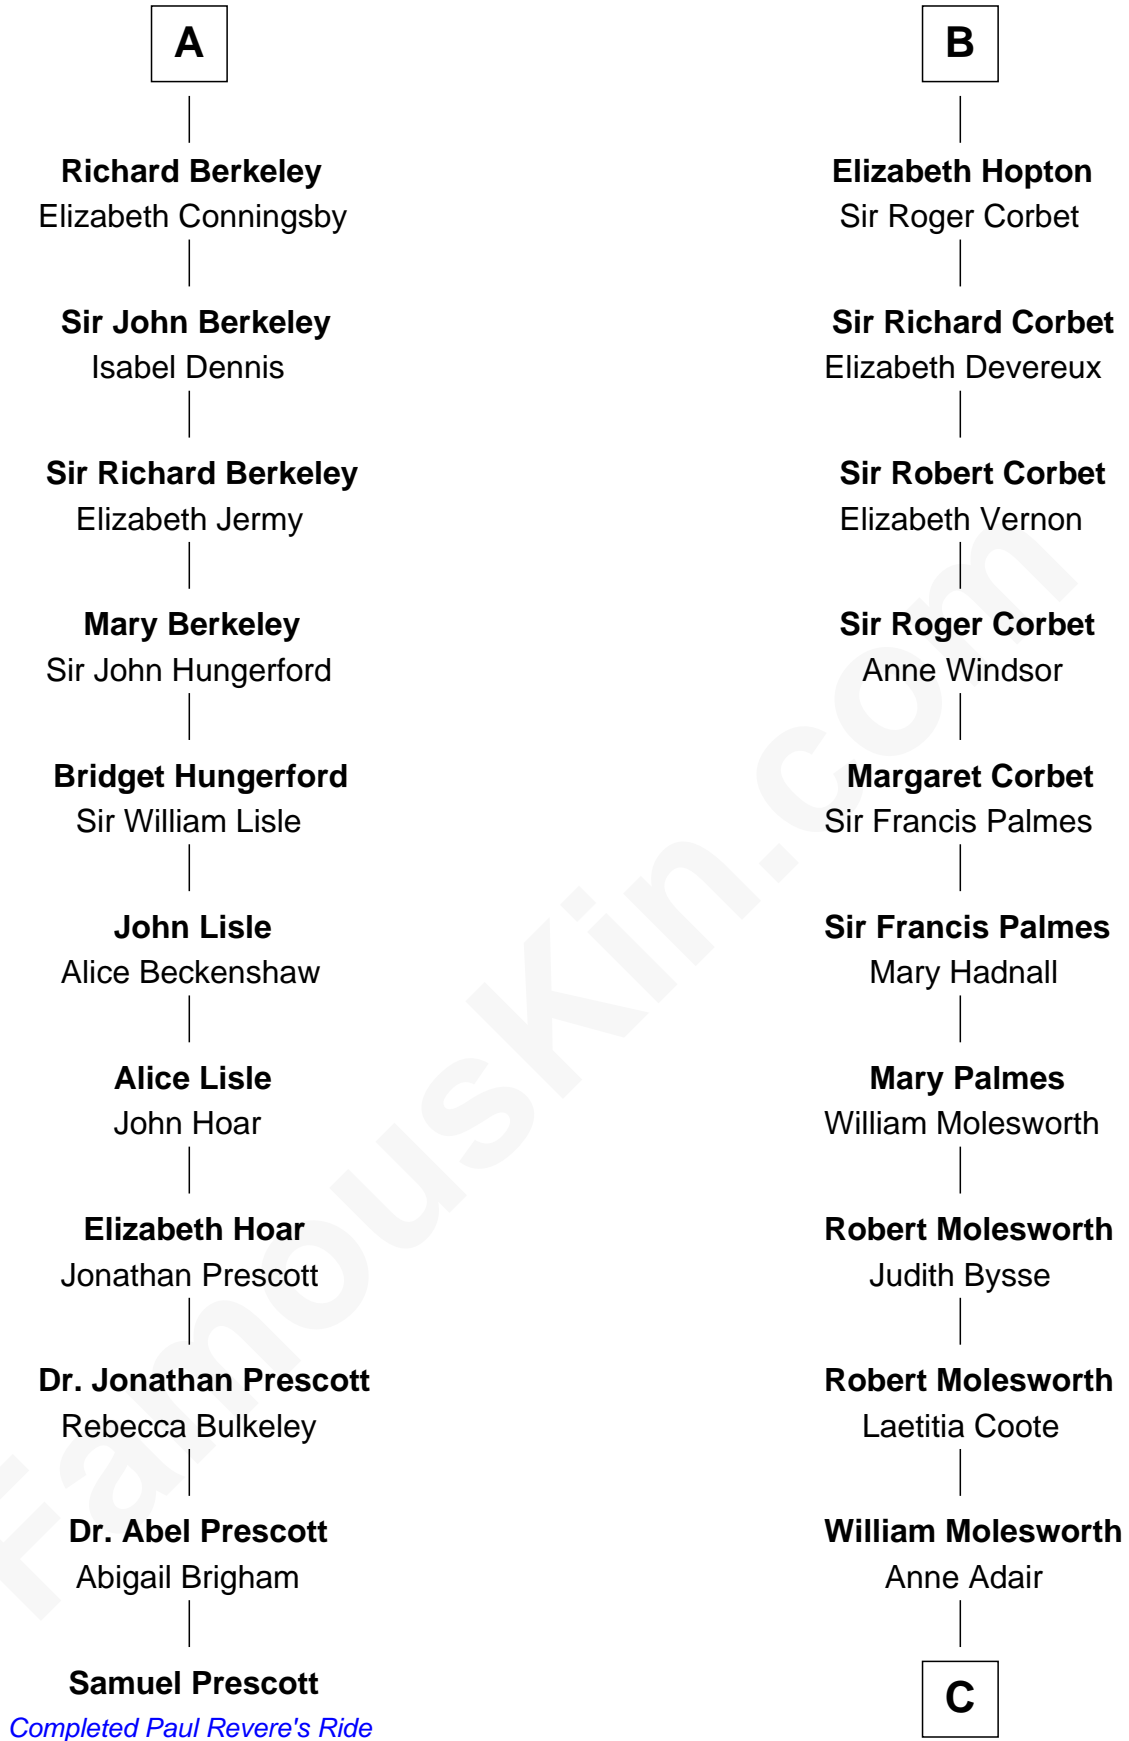 A
Richard Berkeley
Elizabeth Conningsby
Sir John Berkeley
Isabel Dennis
Sir Richard Berkeley
Elizabeth Jermy
Mary Berkeley
Sir John Hungerford
Bridget Hungerford
Sir William Lisle
John Lisle
Alice Beckenshaw
Alice Lisle
John Hoar
Elizabeth Hoar
Jonathan Prescott
Dr. Jonathan Prescott
Rebecca Bulkeley
Dr. Abel Prescott
Abigail Brigham
Samuel Prescott
Completed Paul Revere's Ride
B
Elizabeth Hopton
Sir Roger Corbet
Sir Richard Corbet
Elizabeth Devereux
Sir Robert Corbet
Elizabeth Vernon
Sir Roger Corbet
Anne Windsor
Margaret Corbet
Sir Francis Palmes
Sir Francis Palmes
Mary Hadnall
Mary Palmes
William Molesworth
Robert Molesworth
Judith Bysse
Robert Molesworth
Laetitia Coote
William Molesworth
Anne Adair
C
FamousKin.com